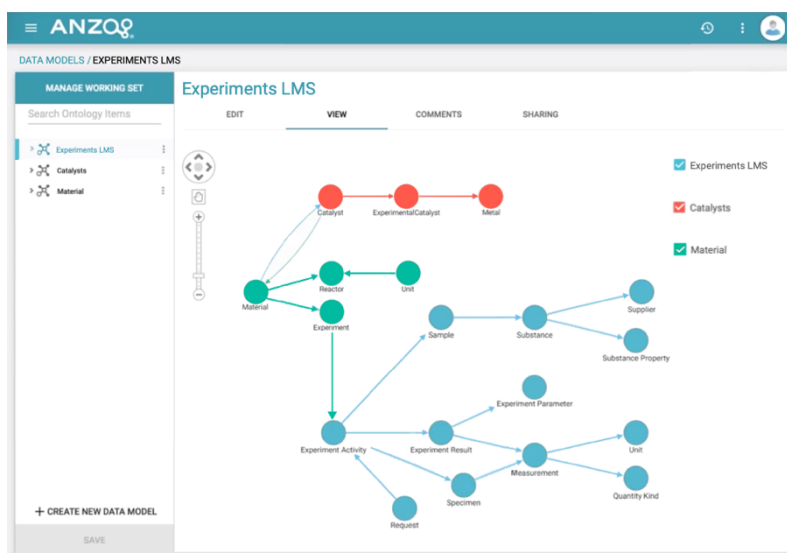 ANZO
DATA MODELS / EXPERIMENTS LMS
MANAGE WORKING SET
Search Ontology Items
Experiments LMS
Catalysts
Material
+ CREATE NEW DATA MODEL
SAVE
Experiments LMS
EDIT VIEW COMMENTS SHARING
Experiments LMS
Catalysts
Material
Catalyst ExperimentalCatalyst Metal
Reactor Unit
Material
Experiment
Supplier
Sample Substance
Substance Property
Experiment Parameter
Experiment Activity Experiment Result Unit
Measurement
Quantity Kind
Specimen
Request